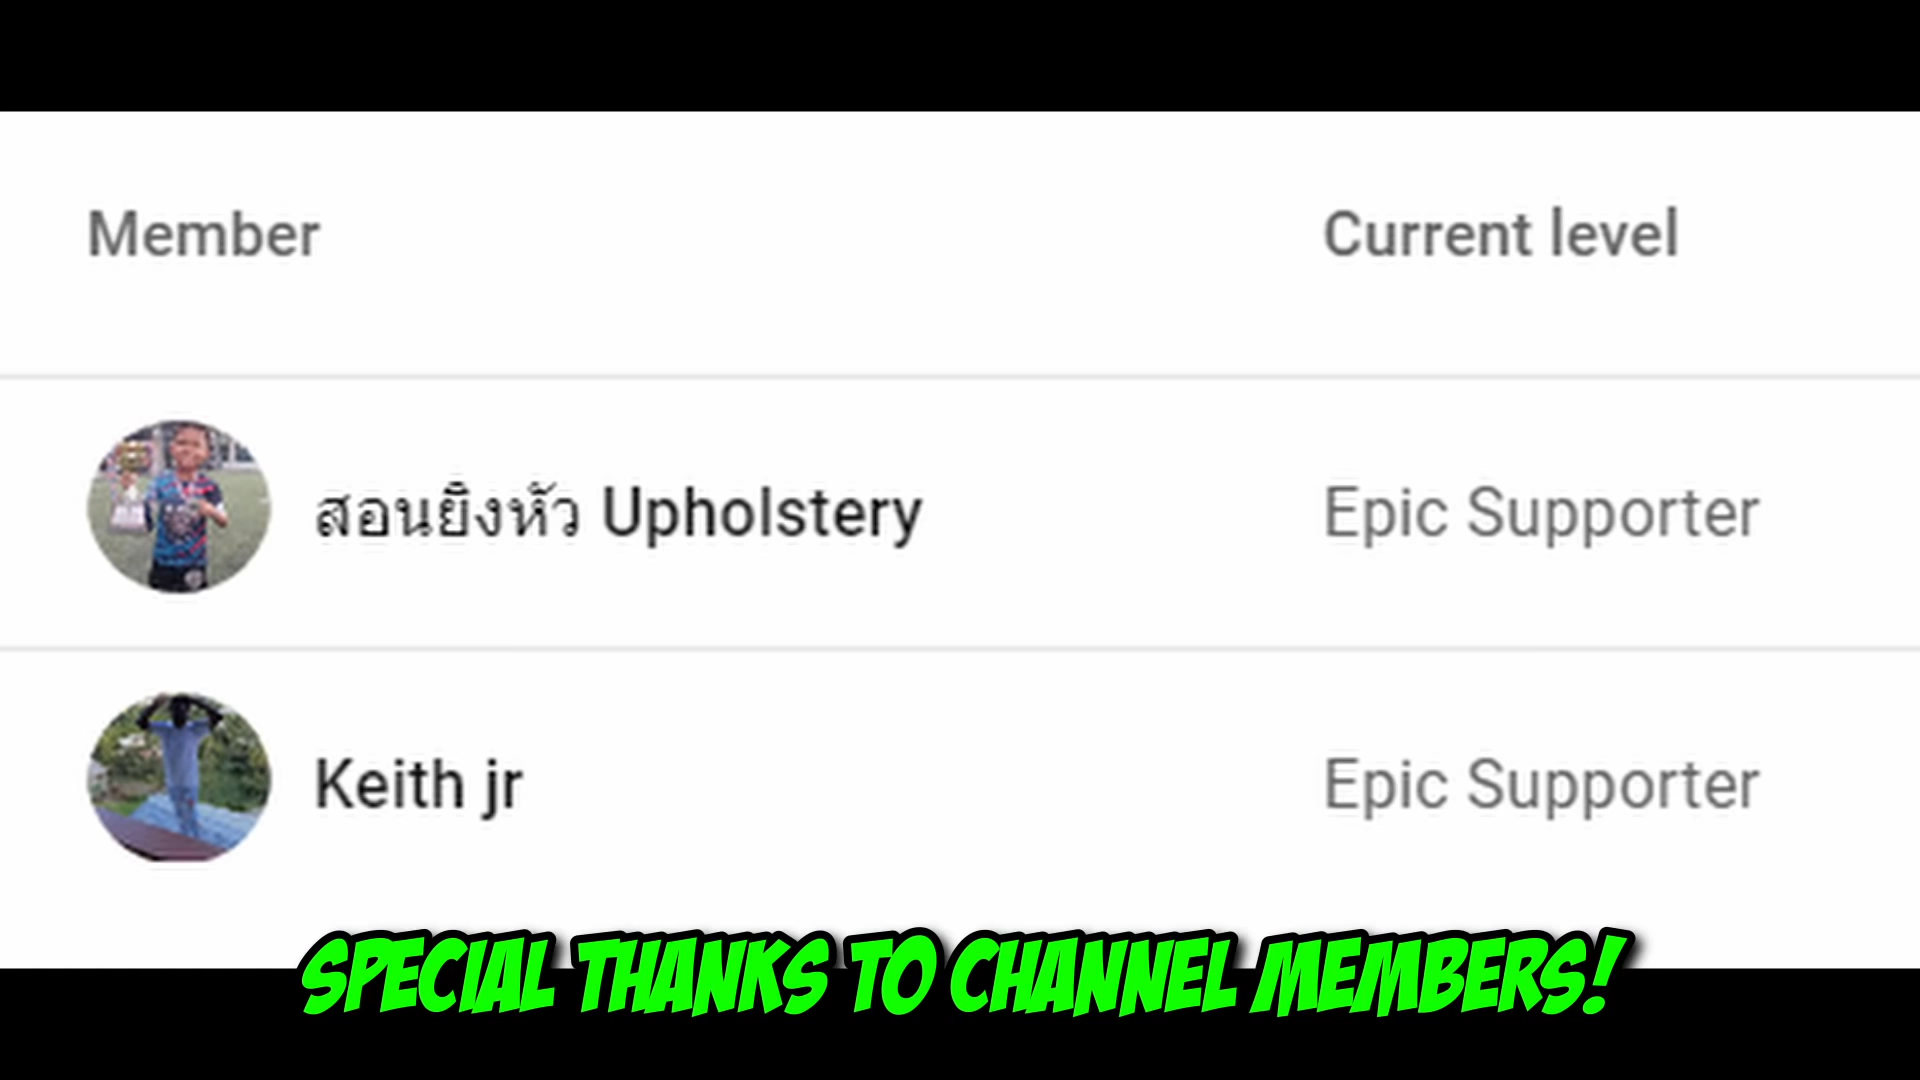 Member Current level
สอนยิงหัว Upholstery Epic Supporter
Keith jr Epic Supporter
SPECIAL THANKS TO CHANNEL MEMBERS!